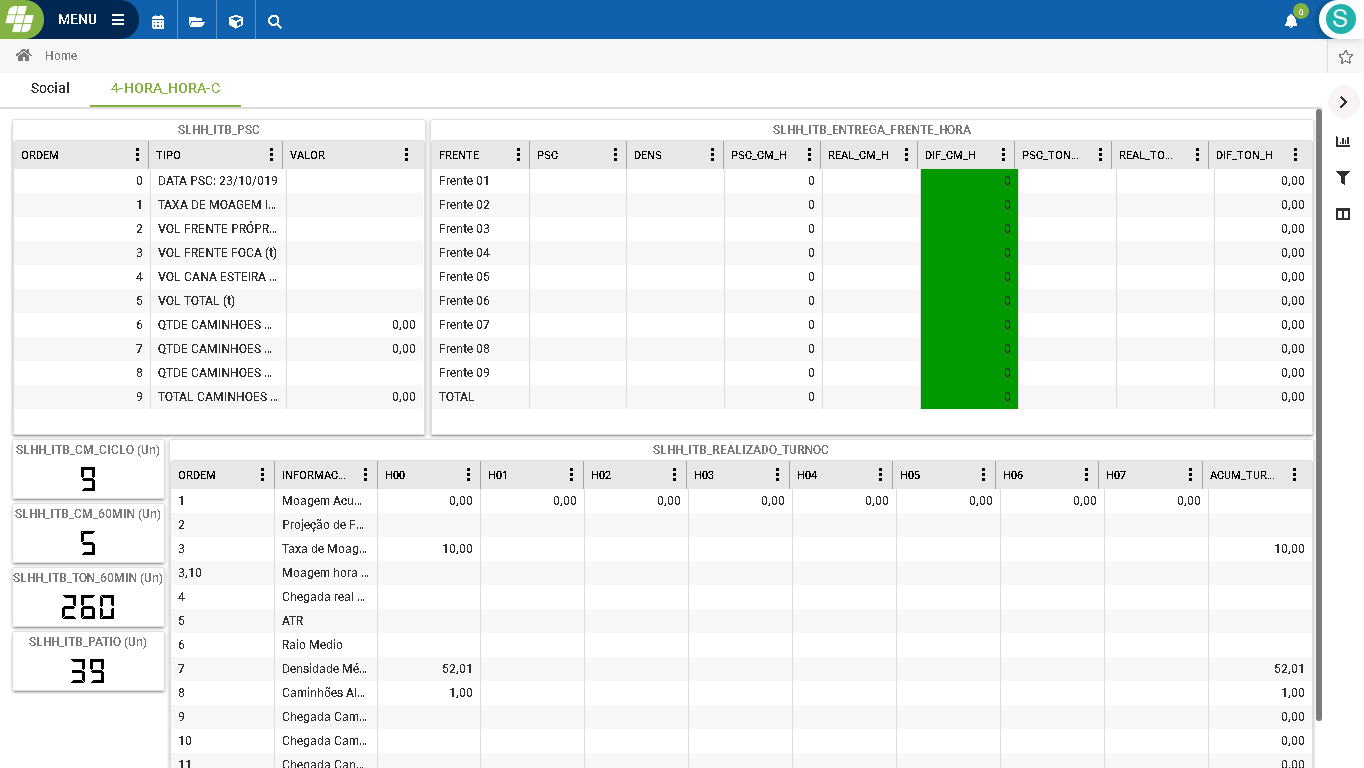 MENU
0
S
Home
Social 4-HORA_HORA-C
SLHH_ITB_PSC
ORDEM TIPO VALOR
0 DATA PSC: 23/10/019
1 TAXA DE MOAGEM I...
2 VOL FRENTE PRÓPR...
3 VOL FRENTE FOCA (t)
4 VOL CANA ESTEIRA ...
5 VOL TOTAL (t)
6 QTDE CAMINHOES ... 0,00
7 QTDE CAMINHOES ... 0,00
8 QTDE CAMINHOES ...
9 TOTAL CAMINHOES ... 0,00
SLHH_ITB_ENTREGA_FRENTE_HORA
FRENTE PSC DENS PSC_CM_H REAL_CM_H DIF_CM_H PSC_TON... REAL_TO... DIF_TON_H
Frente 01 0 0 0,00
Frente 02 0 0 0,00
Frente 03 0 0 0,00
Frente 04 0 0 0,00
Frente 05 0 0 0,00
Frente 06 0 0 0,00
Frente 07 0 0 0,00
Frente 08 0 0 0,00
Frente 09 0 0 0,00
TOTAL 0 0 0,00
SLHH_ITB_CM_CICLO (Un)
9
SLHH_ITB_CM_60MIN (Un)
5
SLHH_ITB_TON_60MIN (Un)
260
SLHH_ITB_PATIO (Un)
39
SLHH_ITB_REALIZADO_TURNOC
ORDEM INFORMAC... H00 H01 H02 H03 H04 H05 H06 H07 ACUM_TUR...
1 Moagem Acu... 0,00 0,00 0,00 0,00 0,00 0,00 0,00 0,00
2 Projeção de F...
3 Taxa de Moag... 10,00 10,00
3,10 Moagem hora ...
4 Chegada real ...
5 ATR
6 Raio Medio
7 Densidade Mé... 52,01 52,01
8 Caminhões Al... 1,00 1,00
9 Chegada Cam... 0,00
10 Chegada Cam... 0,00
11 Chegada Can... 0,00